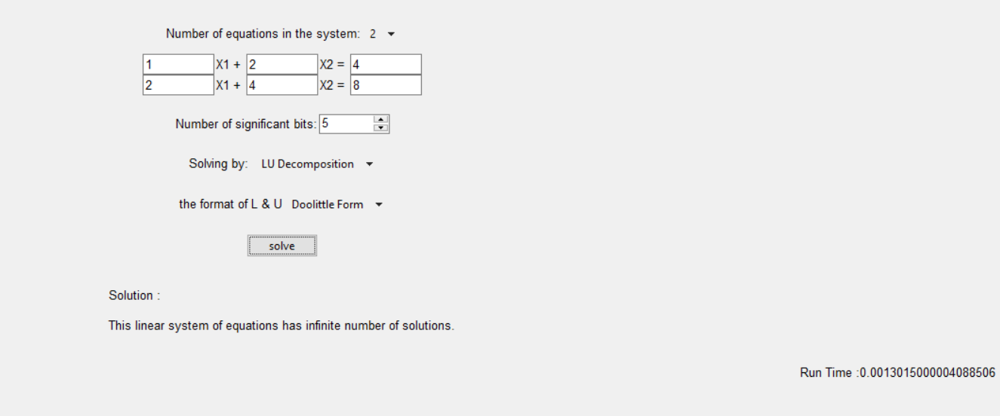 Number of equations in the system: 2
1 X1 + 2 X2 = 4
2 X1 + 4 X2 = 8
Number of significant bits: 5
Solving by: LU Decomposition
the format of L & U Doolittle Form
solve
Solution :
This linear system of equations has infinite number of solutions.
Run Time :0.0013015000004088506